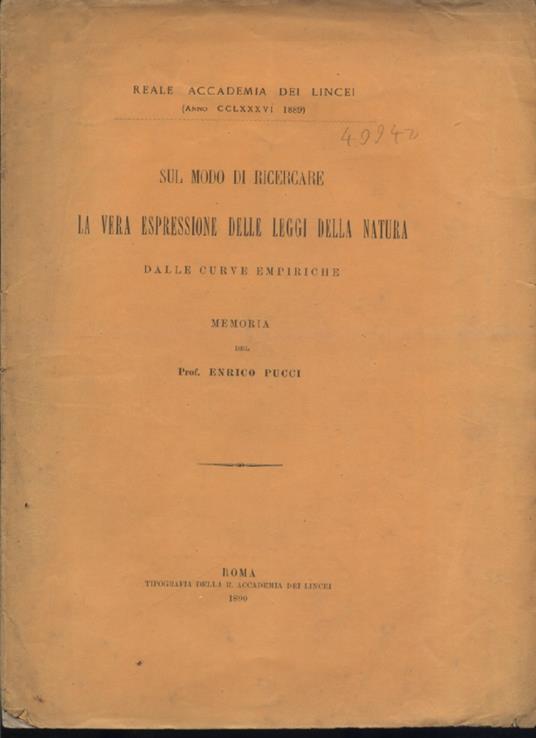 REALE ACCADEMIA DEI LINCEI
(ANNO CCLXXXVI 1889)
SUL MODO DI RICERCARE
LA VERA ESPRESSIONE DELLE LEGGI DELLA NATURA
DALLE CURVE EMPIRICHE
MEMORIA
DEL
Prof. ENRICO PUCCI
ROMA
TIPOGRAFIA DELLA R. ACCADEMIA DEI LINCEI
1890